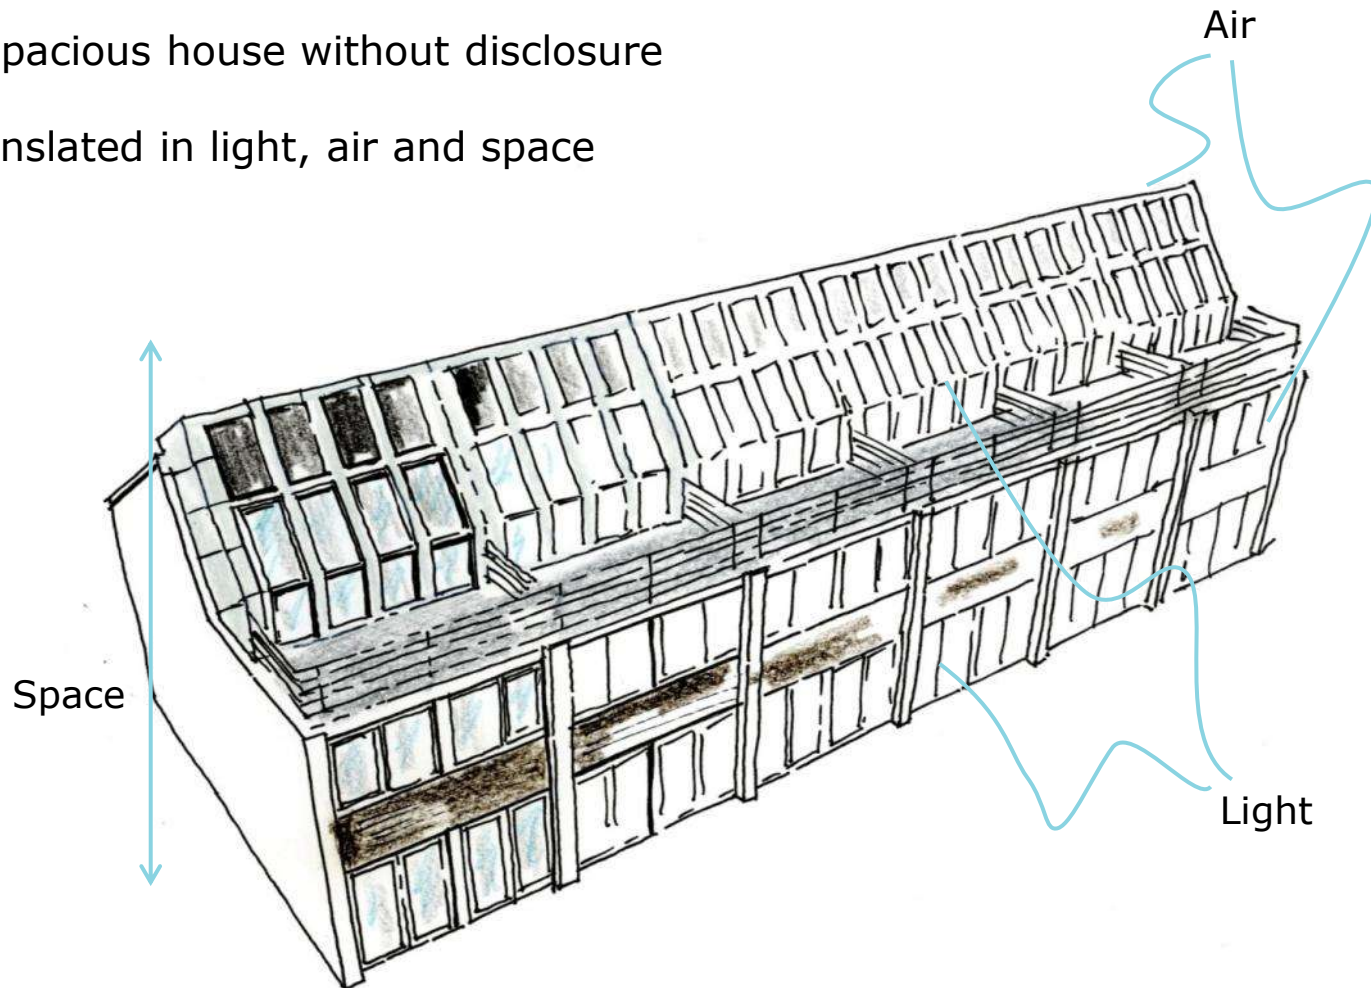 Air
pacious house without disclosure
nslated in light, air and space
Space
Light